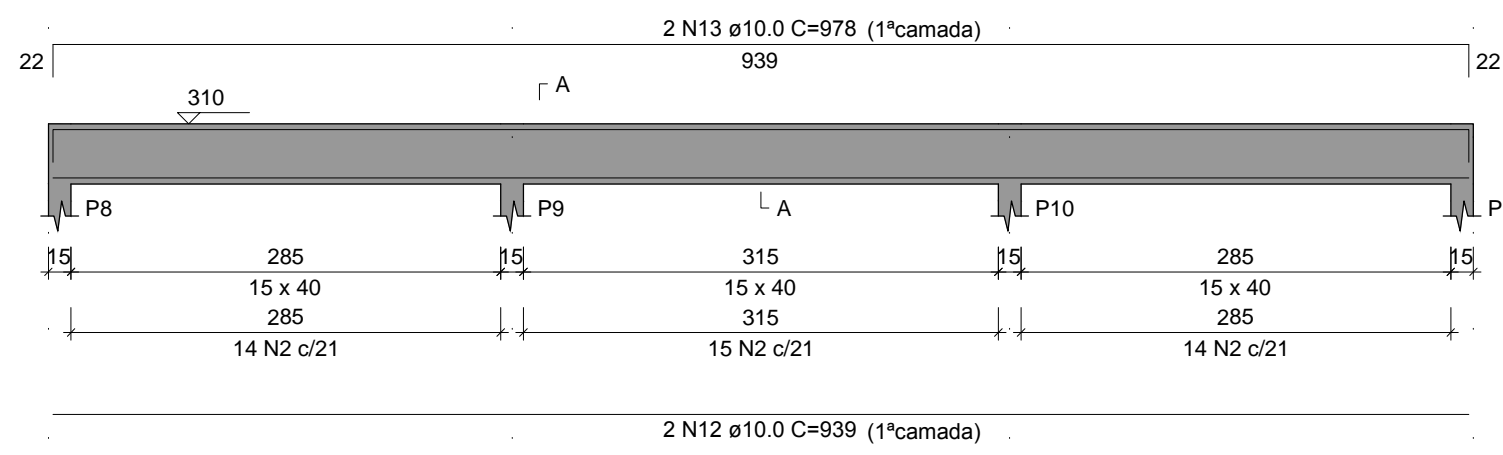 2 N13 ø10.0 C=978 (1ªcamada)
22 939 22
A
310
P8 P9 A P10 P
15 285 15 315 15 285 15
15 x 40 15 x 40 15 x 40
285 315 285
14 N2 c/21 15 N2 c/21 14 N2 c/21
2 N12 ø10.0 C=939 (1ªcamada)